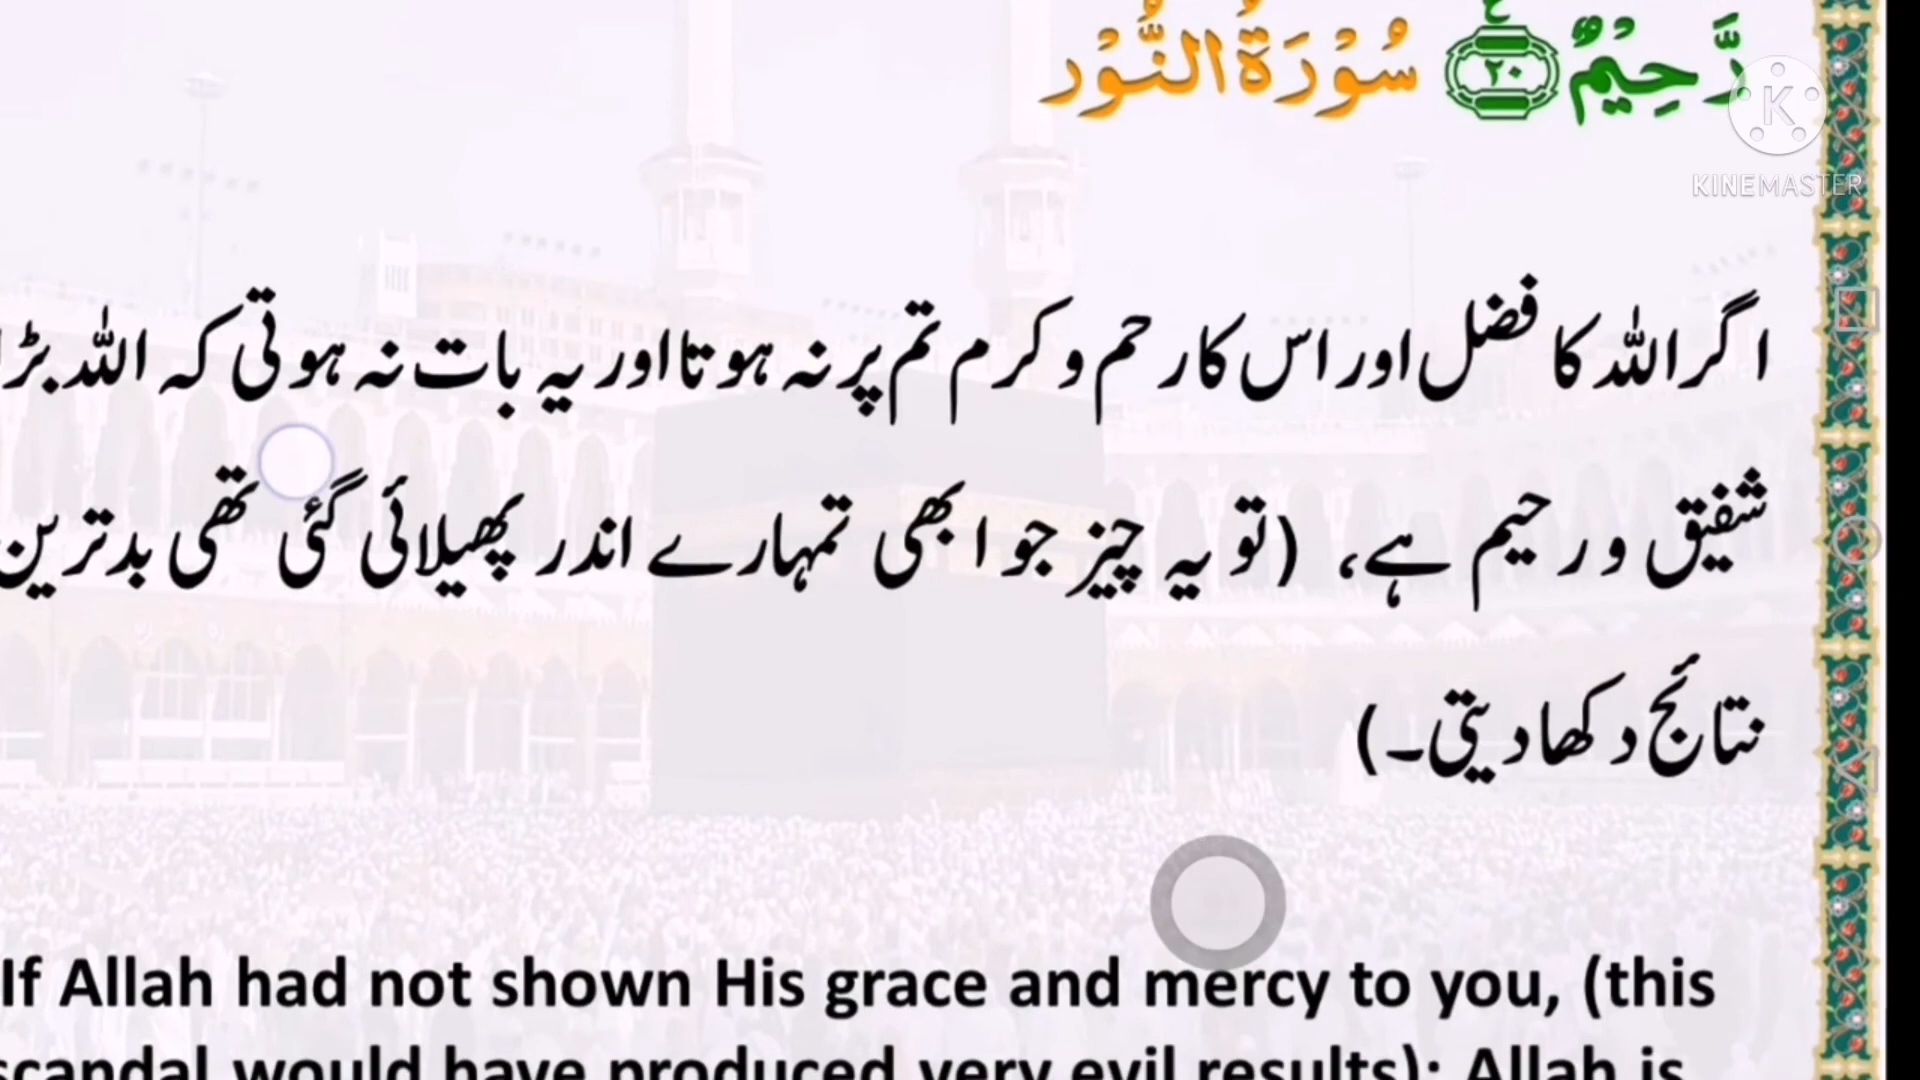 رَّحِيْمٌ ۲۰ سُوْرَةُ النُّوْر
KINEMASTER
اگر اللہ کا فضل اور اس کا رحم و کرم تم پر نہ ہوتا اور یہ بات نہ ہوتی کہ اللہ بڑا
شفیق و رحیم ہے، (تو یہ چیز جو ابھی تمہارے اندر پھیلائی گئی تھی بدترین
نتائج دکھا دیتی۔)
If Allah had not shown His grace and mercy to you, (this
scandal would have produced very evil results): Allah is